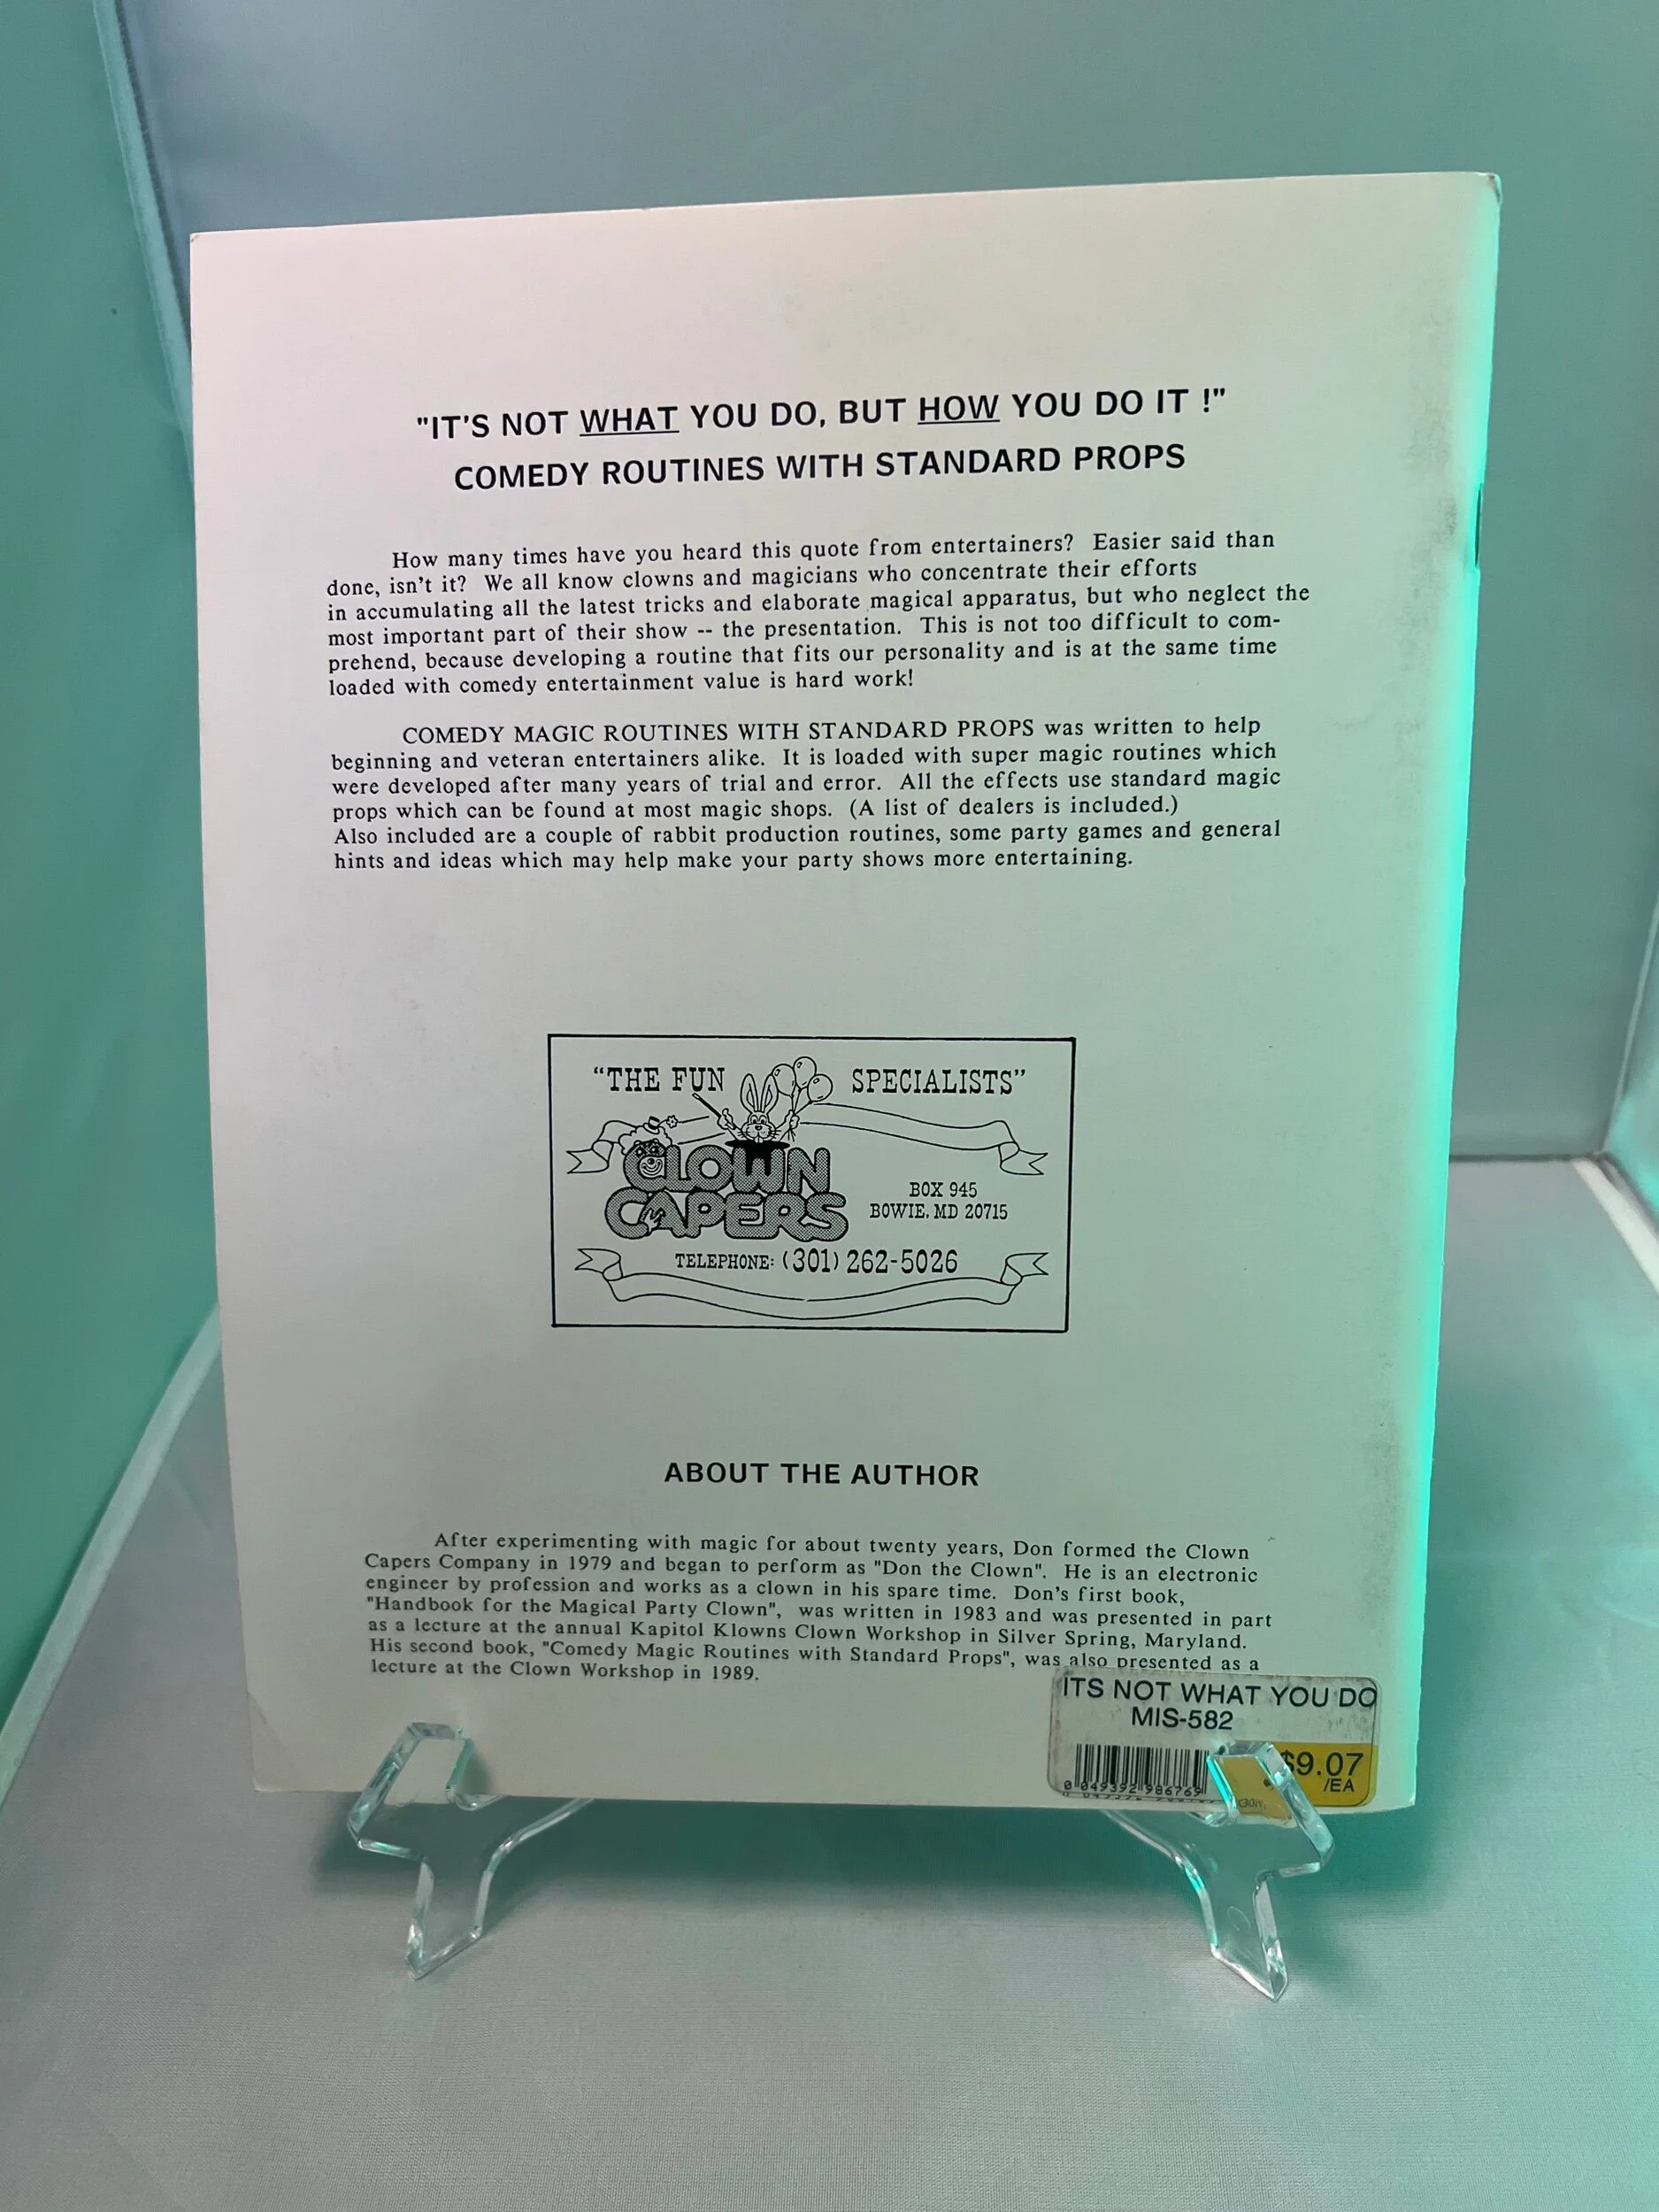 "IT'S NOT WHAT YOU DO, BUT HOW YOU DO IT !"
COMEDY ROUTINES WITH STANDARD PROPS
How many times have you heard this quote from entertainers? Easier said than
done, isn't it? We all know clowns and magicians who concentrate their efforts
in accumulating all the latest tricks and elaborate magical apparatus, but who neglect the
most important part of their show -- the presentation. This is not too difficult to com-
prehend, because developing a routine that fits our personality and is at the same time
loaded with comedy entertainment value is hard work!
COMEDY MAGIC ROUTINES WITH STANDARD PROPS was written to help
beginning and veteran entertainers alike. It is loaded with super magic routines which
were developed after many years of trial and error. All the effects use standard magic
props which can be found at most magic shops. (A list of dealers is included.)
Also included are a couple of rabbit production routines, some party games and general
hints and ideas which may help make your party shows more entertaining.
“THE FUN SPECIALISTS”
CLOWN
CAPERS
BOX 945
BOWIE, MD 20715
TELEPHONE: (301) 262-5026
ABOUT THE AUTHOR
After experimenting with magic for about twenty years, Don formed the Clown
Capers Company in 1979 and began to perform as "Don the Clown". He is an electronic
engineer by profession and works as a clown in his spare time. Don's first book,
"Handbook for the Magical Party Clown", was written in 1983 and was presented in part
as a lecture at the annual Kapitol Klowns Clown Workshop in Silver Spring, Maryland.
His second book, "Comedy Magic Routines with Standard Props", was also presented as a
lecture at the Clown Workshop in 1989.
ITS NOT WHAT YOU DO
MIS-582
$9.07
/EA
0 049392 986769